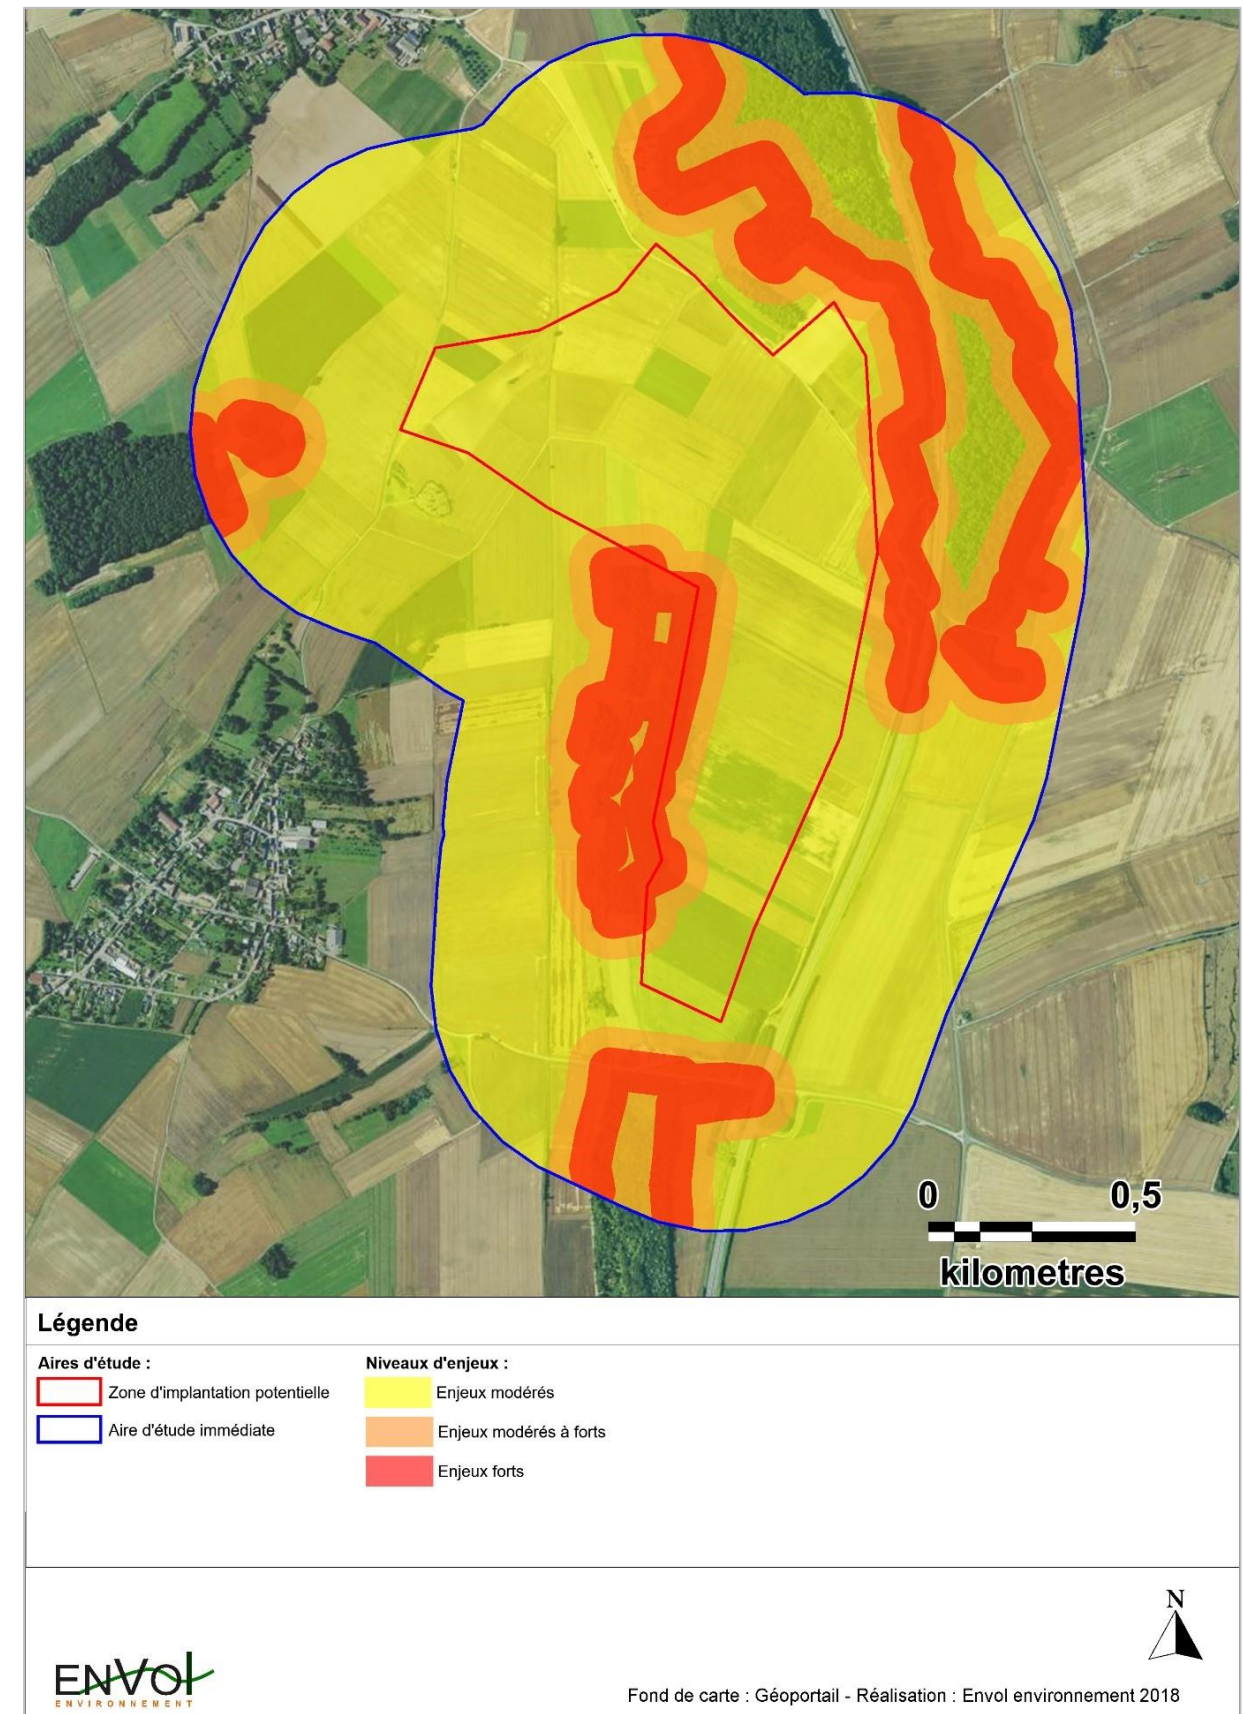 0 0,5
kilometres
Légende
Aires d'étude :
Zone d'implantation potentielle
Aire d'étude immédiate
Niveaux d'enjeux :
Enjeux modérés
Enjeux modérés à forts
Enjeux forts
N
ENVOl
ENVIRONNEMENT
Fond de carte : Géoportail - Réalisation : Envol environnement 2018